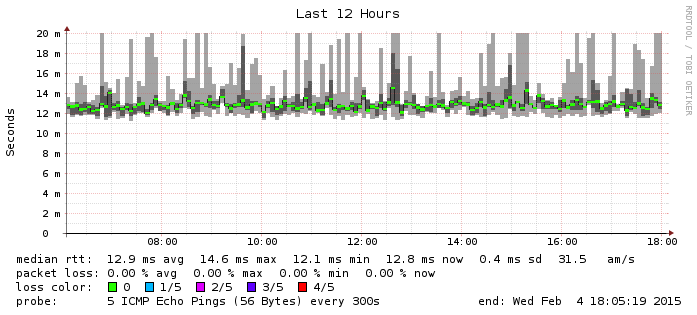 Last 12 Hours
RRDTOOL / TOBI OETIKER
Seconds
20 m
18 m
16 m
14 m
12 m
10 m
8 m
6 m
4 m
2 m
0
08:00 10:00 12:00 14:00 16:00 18:00
median rtt: 12.9 ms avg 14.6 ms max 12.1 ms min 12.8 ms now 0.4 ms sd 31.5 am/s
packet loss: 0.00 % avg 0.00 % max 0.00 % min 0.00 % now
loss color: 0 1/5 2/5 3/5 4/5
probe: 5 ICMP Echo Pings (56 Bytes) every 300s end: Wed Feb 4 18:05:19 2015